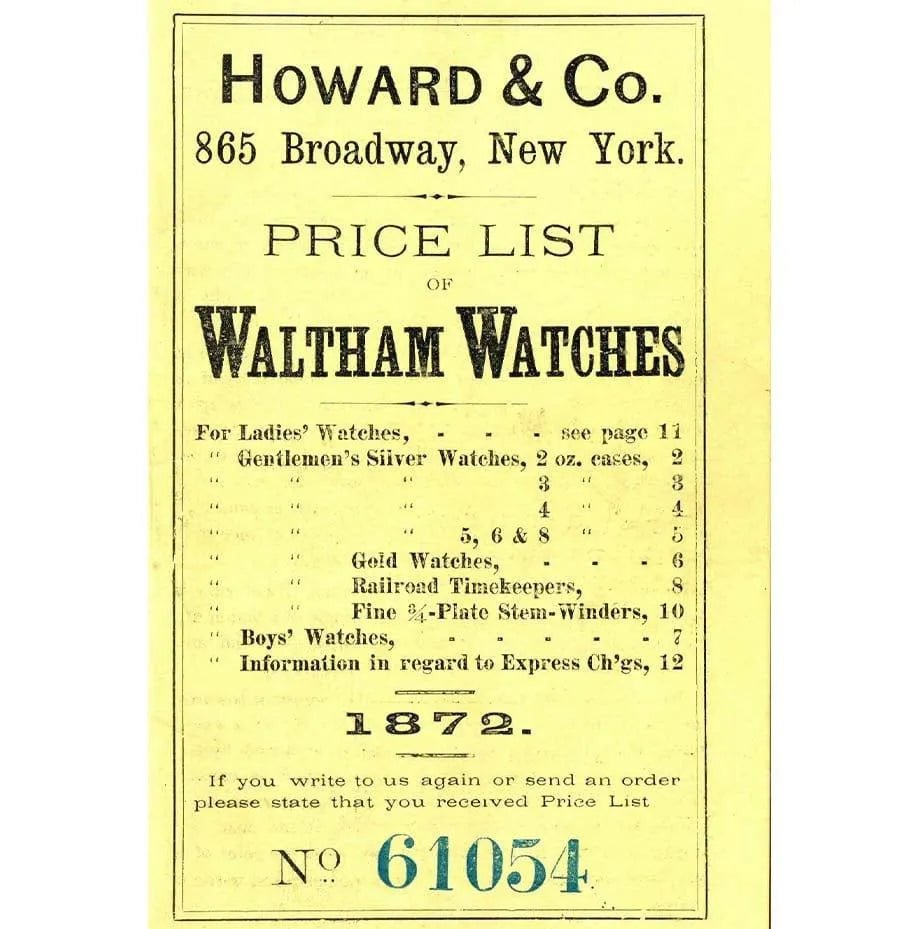 HOWARD & CO.
865 Broadway, New York.
PRICE LIST
OF
WALTHAM WATCHES
For Ladies' Watches, - - - see page 11
" Gentlemen's Silver Watches, 2 oz. cases, 2
" " " 3 " 3
" " " 4 " 4
" " " 5, 6 & 8 " 5
" " Gold Watches, - - - 6
" " Railroad Timekeepers, 8
" " Fine ¾-Plate Stem-Winders, 10
" Boys' Watches, - - - - - 7
" Information in regard to Express Ch'gs, 12
1872.
If you write to us again or send an order
please state that you received Price List
No 61054